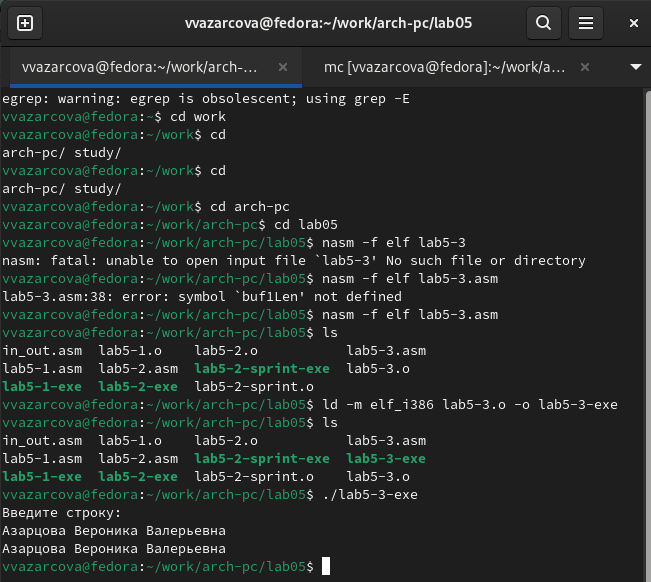 vvazarcova@fedora:~/work/arch-pc/lab05
vvazarcova@fedora:~/work/arch-... × mc [vvazarcova@fedora]:~/work/a... ×
egrep: warning: egrep is obsolescent; using grep -E
vvazarcova@fedora:~$ cd work
vvazarcova@fedora:~/work$ cd
arch-pc/ study/
vvazarcova@fedora:~/work$ cd
arch-pc/ study/
vvazarcova@fedora:~/work$ cd arch-pc
vvazarcova@fedora:~/work/arch-pc$ cd lab05
vvazarcova@fedora:~/work/arch-pc/lab05$ nasm -f elf lab5-3
nasm: fatal: unable to open input file `lab5-3' No such file or directory
vvazarcova@fedora:~/work/arch-pc/lab05$ nasm -f elf lab5-3.asm
lab5-3.asm:38: error: symbol `buf1Len' not defined
vvazarcova@fedora:~/work/arch-pc/lab05$ nasm -f elf lab5-3.asm
vvazarcova@fedora:~/work/arch-pc/lab05$ ls
in_out.asm  lab5-1.o    lab5-2.o           lab5-3.asm
lab5-1.asm  lab5-2.asm  lab5-2-sprint-exe  lab5-3.o
lab5-1-exe  lab5-2-exe  lab5-2-sprint.o
vvazarcova@fedora:~/work/arch-pc/lab05$ ld -m elf_i386 lab5-3.o -o lab5-3-exe
vvazarcova@fedora:~/work/arch-pc/lab05$ ls
in_out.asm  lab5-1.o    lab5-2.o           lab5-3.asm
lab5-1.asm  lab5-2.asm  lab5-2-sprint-exe  lab5-3-exe
lab5-1-exe  lab5-2-exe  lab5-2-sprint.o    lab5-3.o
vvazarcova@fedora:~/work/arch-pc/lab05$ ./lab5-3-exe
Введите строку:
Азарцова Вероника Валерьевна
Азарцова Вероника Валерьевна
vvazarcova@fedora:~/work/arch-pc/lab05$